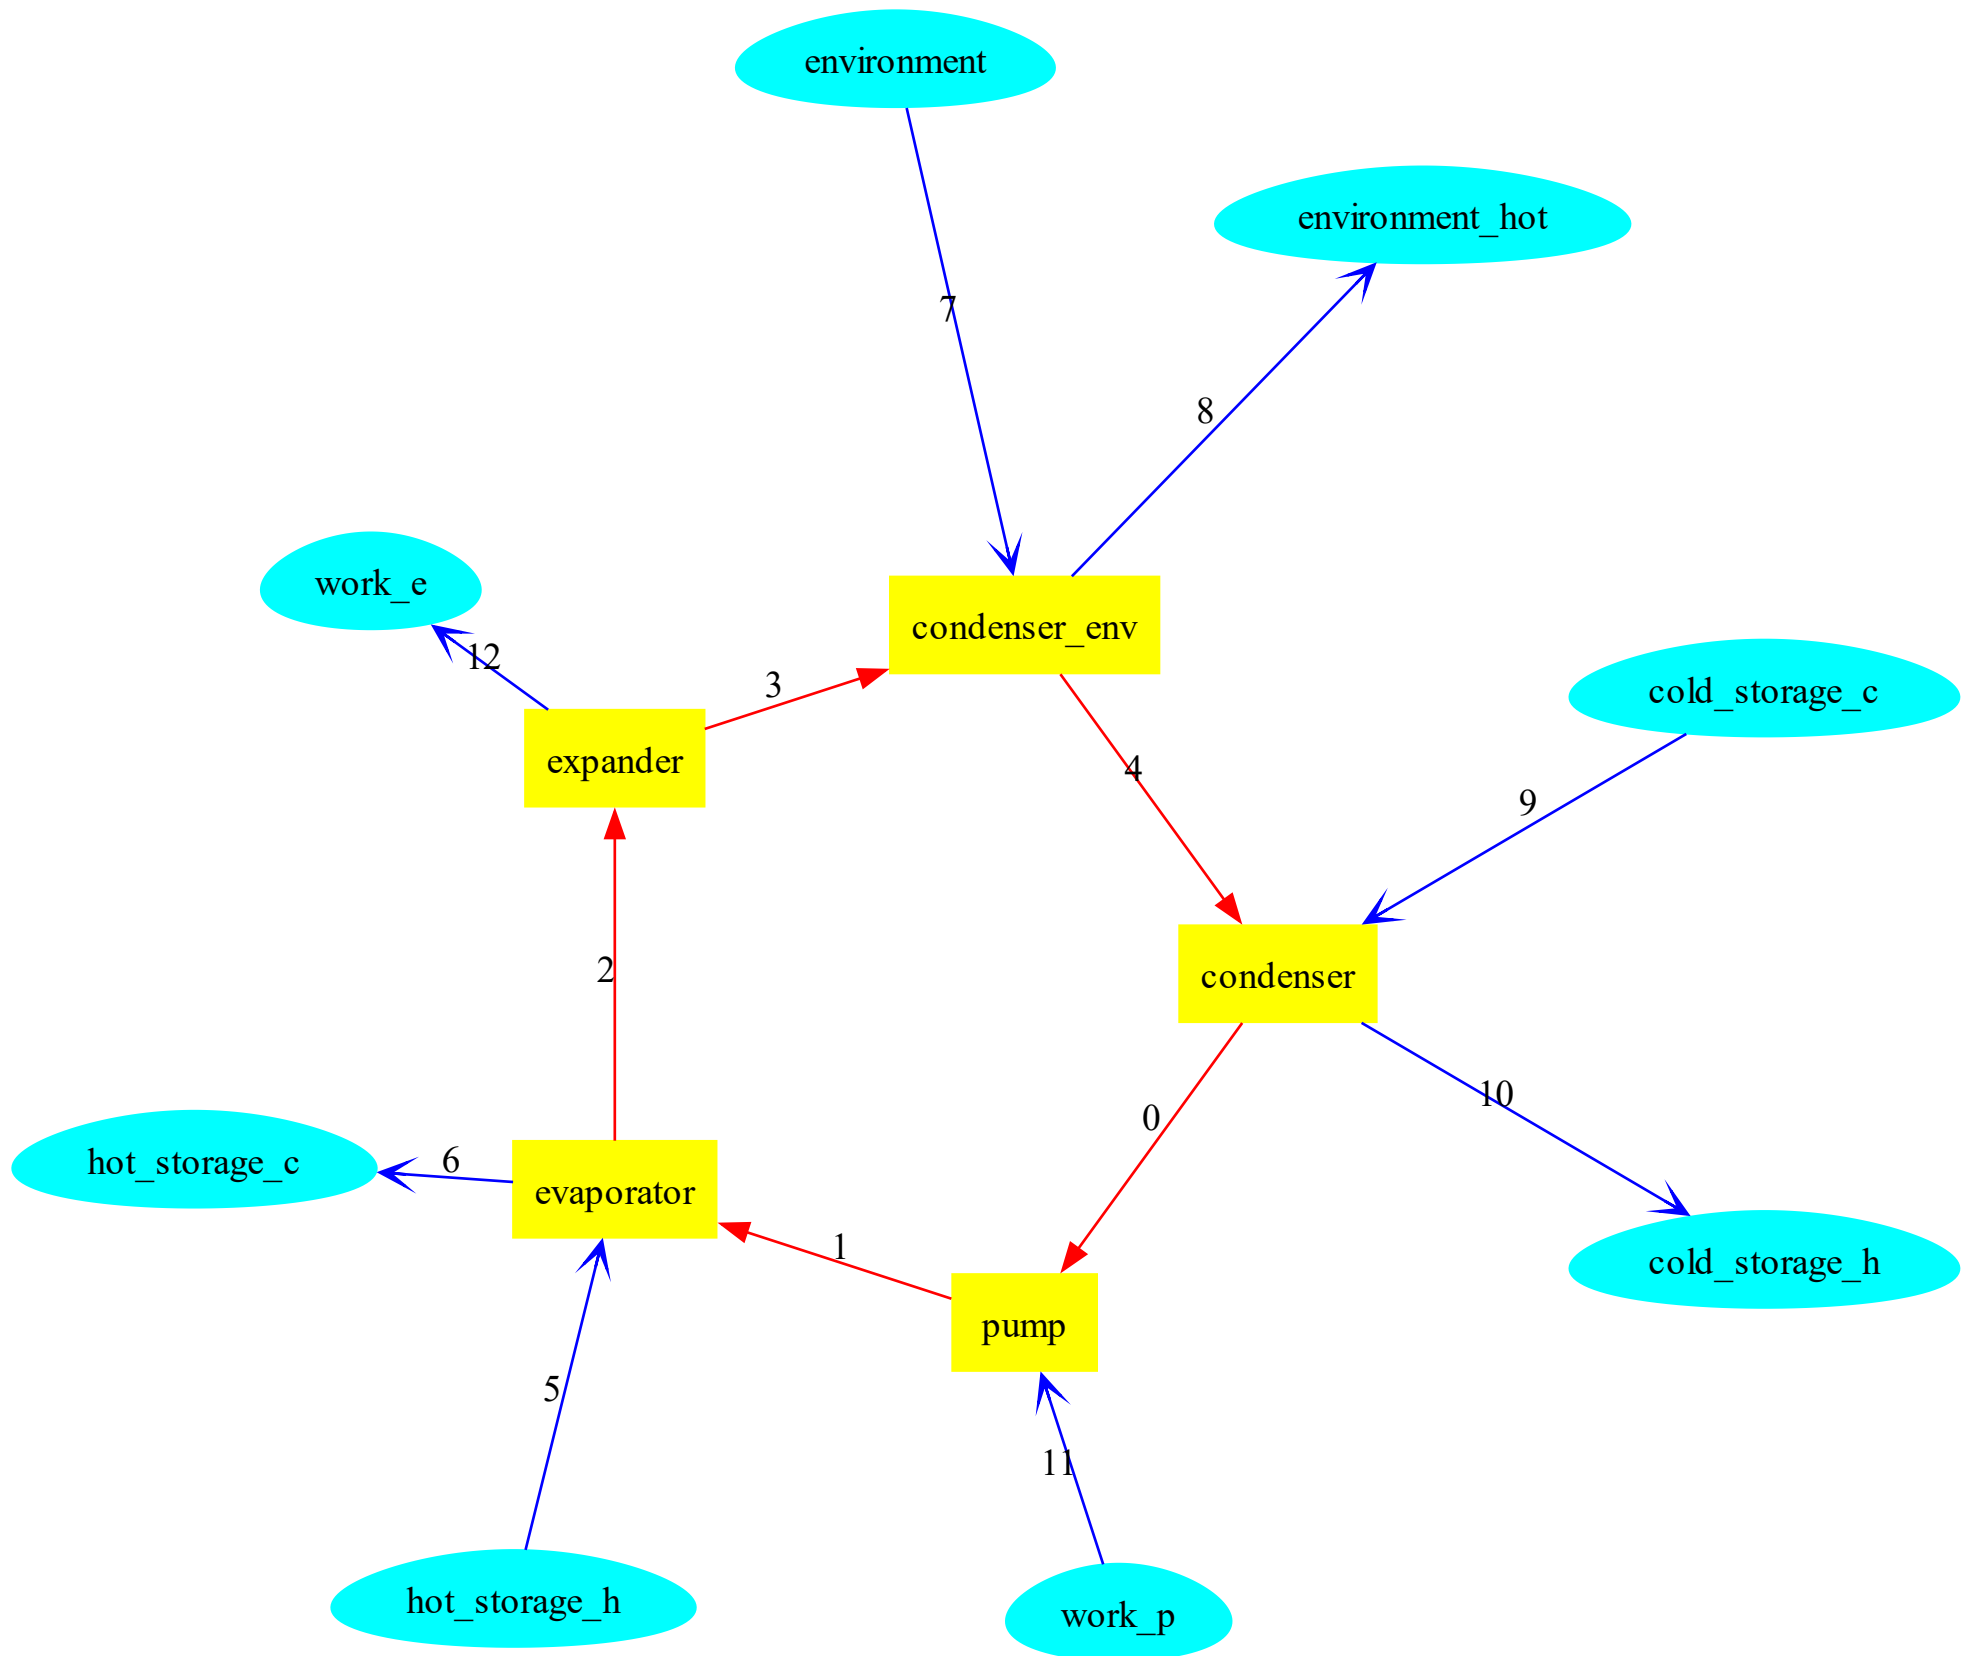 environment
environment_hot
7
8
work_e
condenser_env
12
3
cold_storage_c
expander
4
9
2
condenser
10
0
hot_storage_c
6
evaporator
1
cold_storage_h
pump
5
11
hot_storage_h
work_p